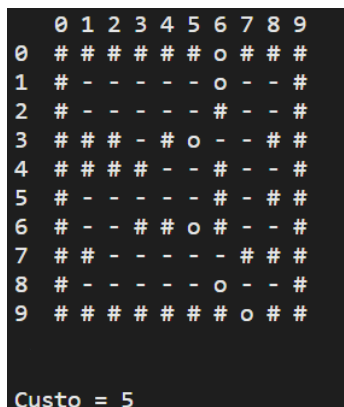 0 1 2 3 4 5 6 7 8 9
0 # # # # # # o # # #
1 # - - - - - o - - #
2 # - - - - - # - - #
3 # # # - # o - - # #
4 # # # # - - # - - #
5 # - - - - - # - # #
6 # - - # # o # - - #
7 # # - - - - - # # #
8 # - - - - - o - - #
9 # # # # # # # o # #
Custo = 5